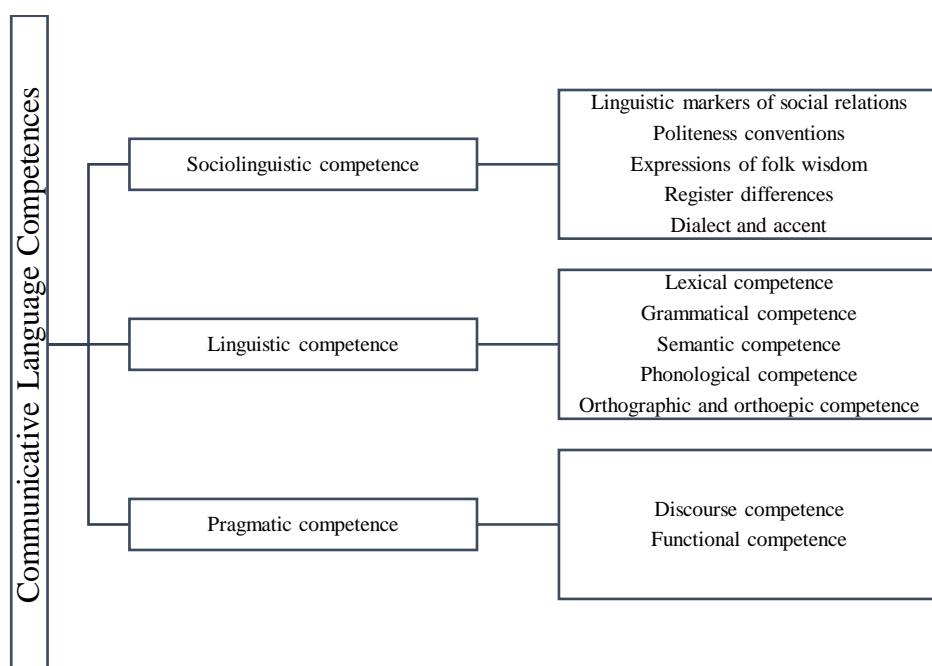 Communicative Language Competences
Sociolinguistic competence
Linguistic markers of social relations
Politeness conventions
Expressions of folk wisdom
Register differences
Dialect and accent
Linguistic competence
Lexical competence
Grammatical competence
Semantic competence
Phonological competence
Orthographic and orthoepic competence
Pragmatic competence
Discourse competence
Functional competence